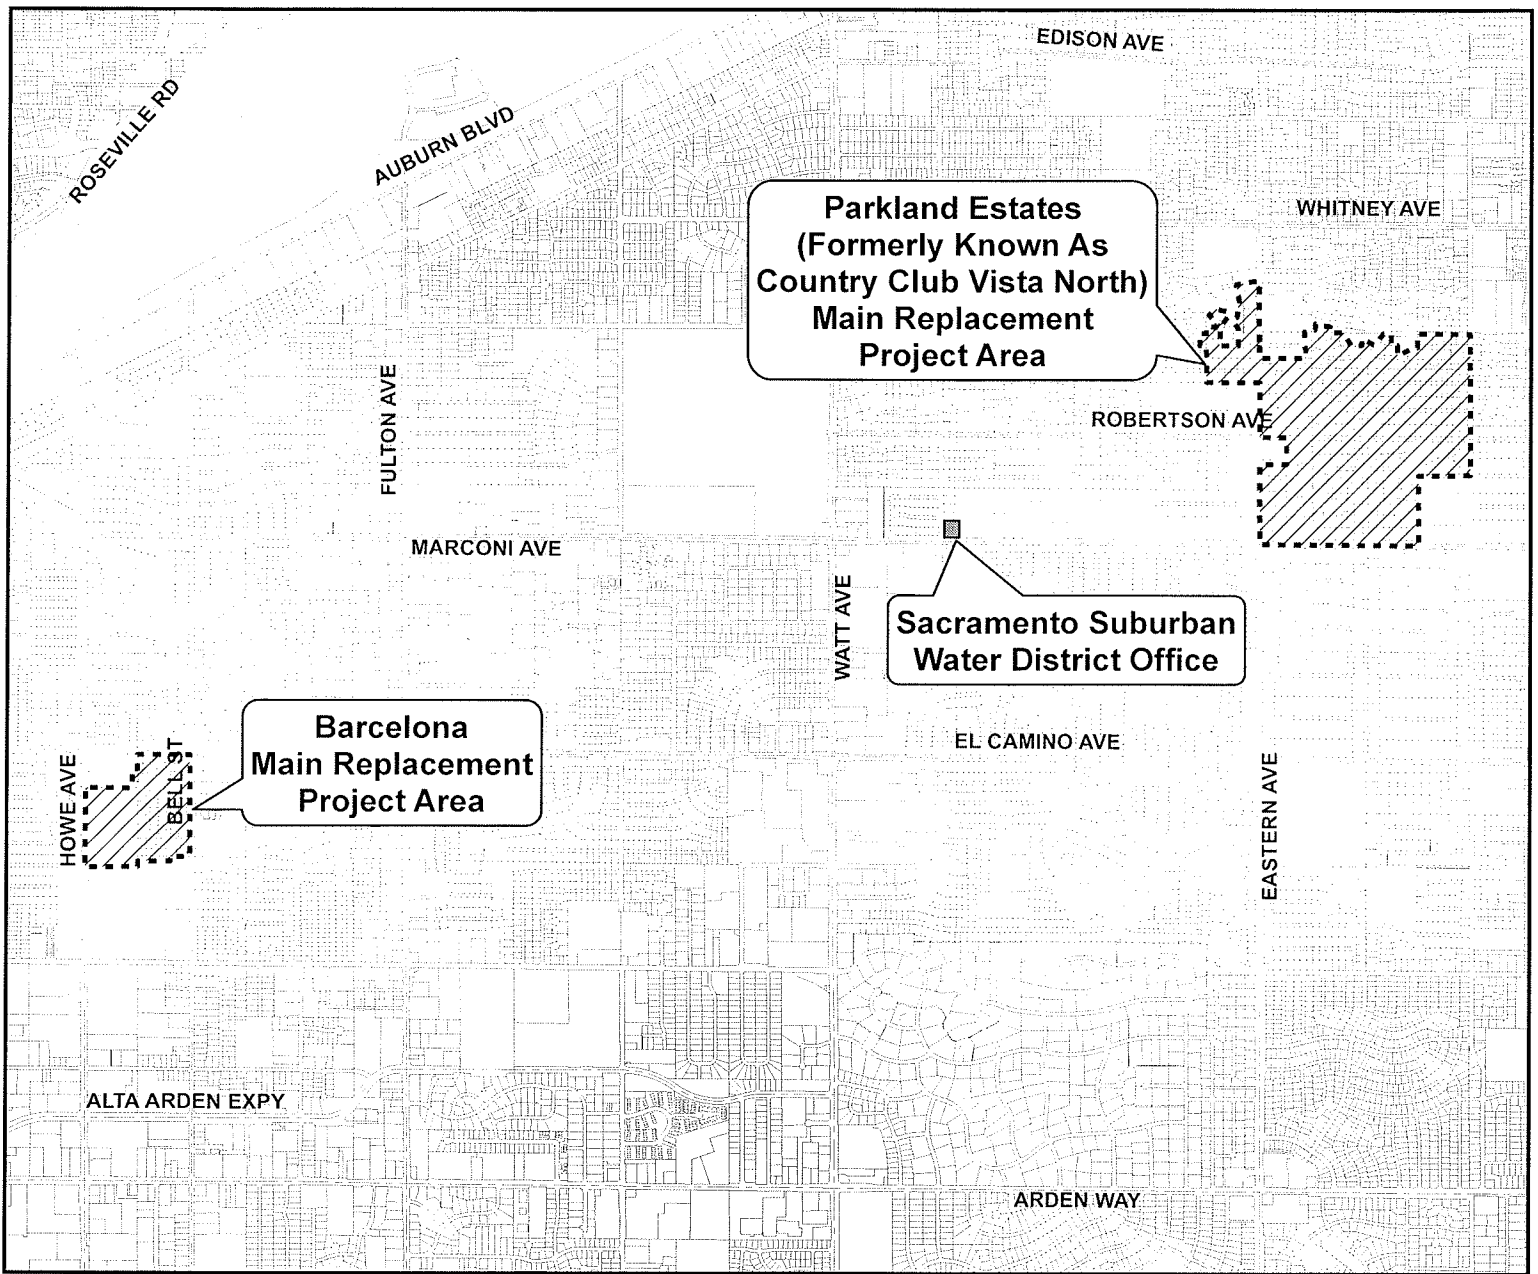 EDISON AVE
ROSEVILLE RD
AUBURN BLVD
Parkland Estates
(Formerly Known As
Country Club Vista North)
Main Replacement
Project Area
WHITNEY AVE
FULTON AVE
ROBERTSON AVE
MARCONI AVE
WATT AVE
Sacramento Suburban
Water District Office
Barcelona
Main Replacement
Project Area
EL CAMINO AVE
HOWE AVE
BELL ST
EASTERN AVE
ALTA ARDEN EXPY
ARDEN WAY